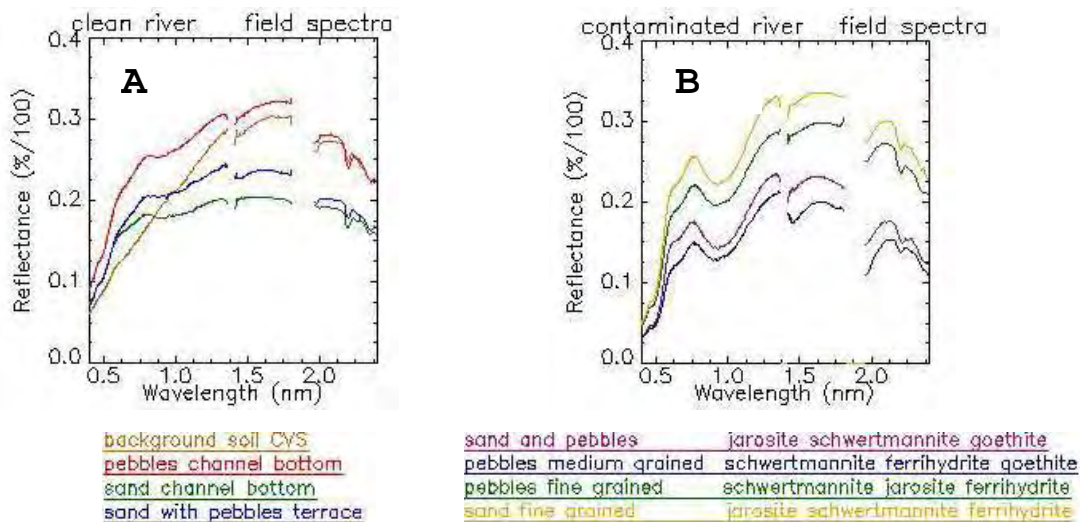 clean river field spectra
A
0.4
0.3
0.2
0.1
0.0
Reflectance (%/100)
0.5 1.0 1.5 2.0
Wavelength (nm)
contaminated river field spectra
B
0.4
0.3
0.2
0.1
0.0
Reflectance (%/100)
0.5 1.0 1.5 2.0
Wavelength (nm)
background soil CVS
pebbles channel bottom
sand channel bottom
sand with pebbles terrace
sand and pebbles jarosite schwertmannite goethite
pebbles medium grained schwertmannite ferrihydrite goethite
pebbles fine grained schwertmannite jarosite ferrihydrite
sand fine grained jarosite schwertmannite ferrihydrite